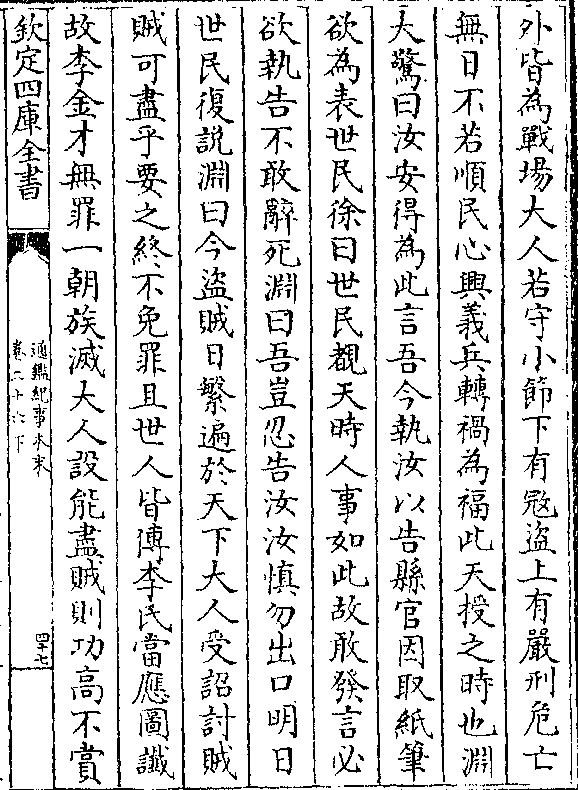 外皆為戰場大人若守小節下有冦盜上有嚴刑危亡
無日不若順民心興義兵轉禍為福此天授之時也淵
大驚曰汝安得為此言吾今執汝以告縣官因取紙筆
欲為表世民徐曰世民覩天時人事如此故敢發言必
欲執告不敢辭死淵曰吾豈忍告汝汝慎勿出口明日
世民復説淵曰今盜賊日繁遍於天下大人受詔討賊
賊可盡乎要之終不免罪且世人皆傳李氏當應圖讖
故李金才無罪一朝族滅大人設能盡賊則功高不賞
欽定四庫全書
通鑑紀事本末
卷二十六下
四十七